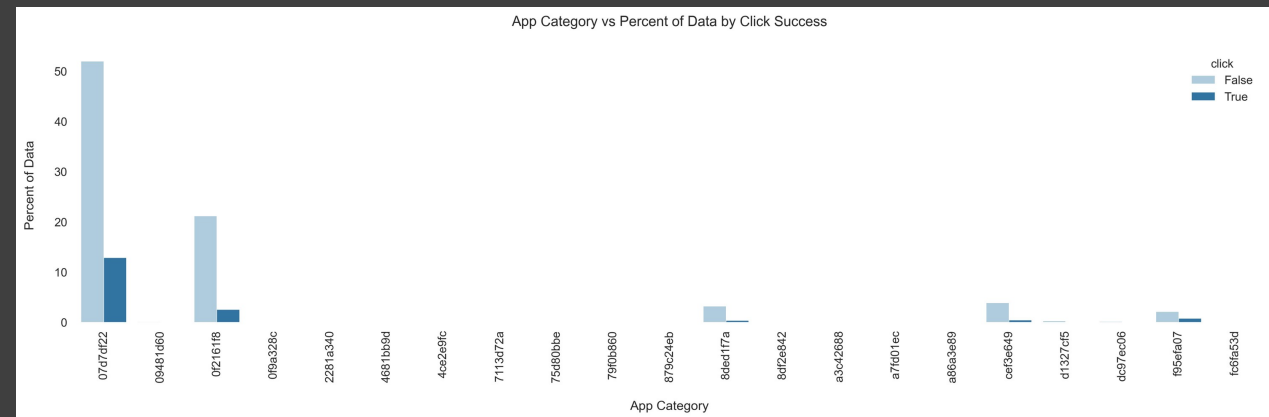 App Category vs Percent of Data by Click Success
click
False
True
Percent of Data
50
40
30
20
10
0
07d7df22
09481d60
0f2161f8
0f9a328c
2281a340
4681bb9d
4ce2e9fc
7113d72a
75d80bbe
79f0b860
879c24eb
8ded1f7a
8df2e842
a3c42688
a7fd01ec
a86a3e89
cef3e649
d1327cf5
dc97ec06
f95efa07
fc6fa53d
App Category